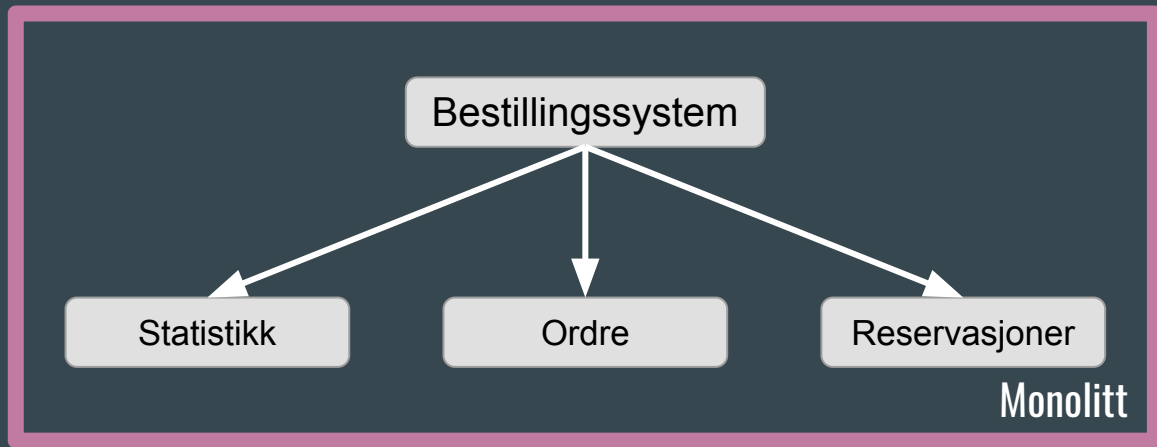 Bestillingssystem
Statistikk
Ordre
Reservasjoner
Monolitt